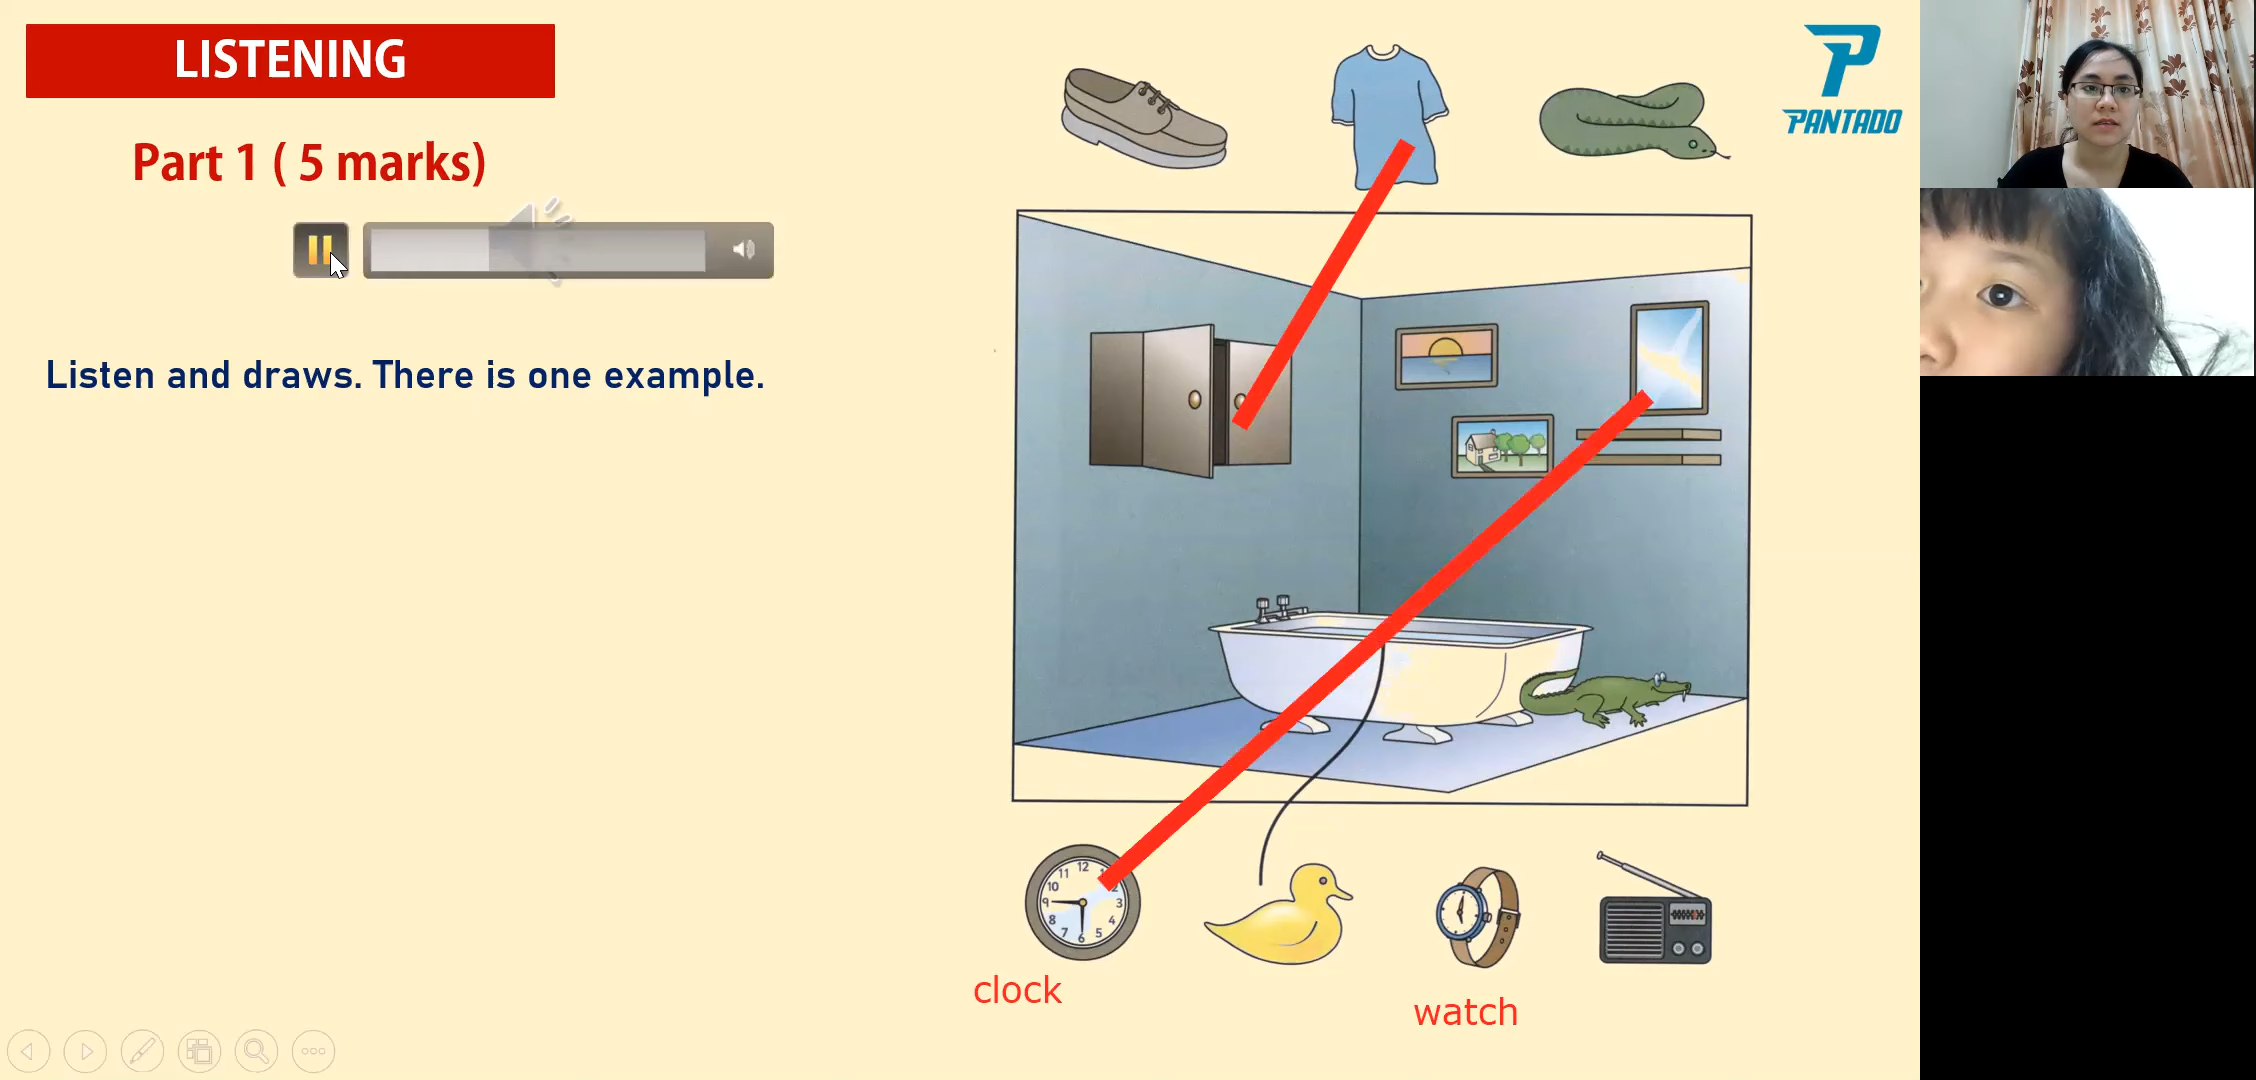 LISTENING
PANTADO
Part 1 ( 5 marks)
Listen and draws. There is one example.
clock
watch